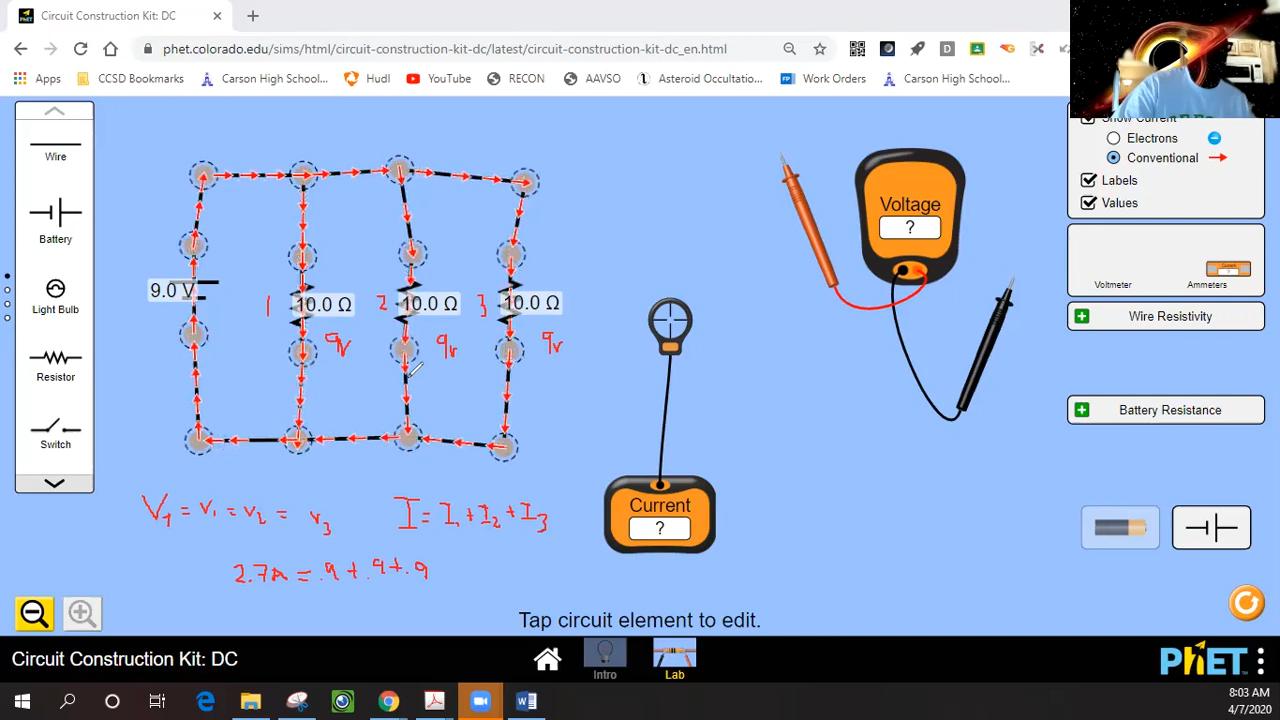 Circuit Construction Kit: DC
phet.colorado.edu/sims/html/circuit-construction-kit-dc/latest/circuit-construction-kit-dc_en.html
Apps CCSD Bookmarks Carson High School... Hudl YouTube RECON AAVSO Asteroid Occultatio... Work Orders Carson High School...
Show Current
Electrons
Conventional
Labels
Values
Wire
Battery
Light Bulb
Resistor
Switch
9.0 V
1 10.0 Ω
2 10.0 Ω
3 10.0 Ω
9v 9v 9v
Voltage
?
Current
?
Current
Voltmeter Ammeters
Wire Resistivity
Battery Resistance
VT = V1 = V2 = V3
I = I1 + I2 + I3
2.7A = .9 + .9 + .9
Tap circuit element to edit.
Circuit Construction Kit: DC
Intro
Lab
PhET
8:03 AM
4/7/2020